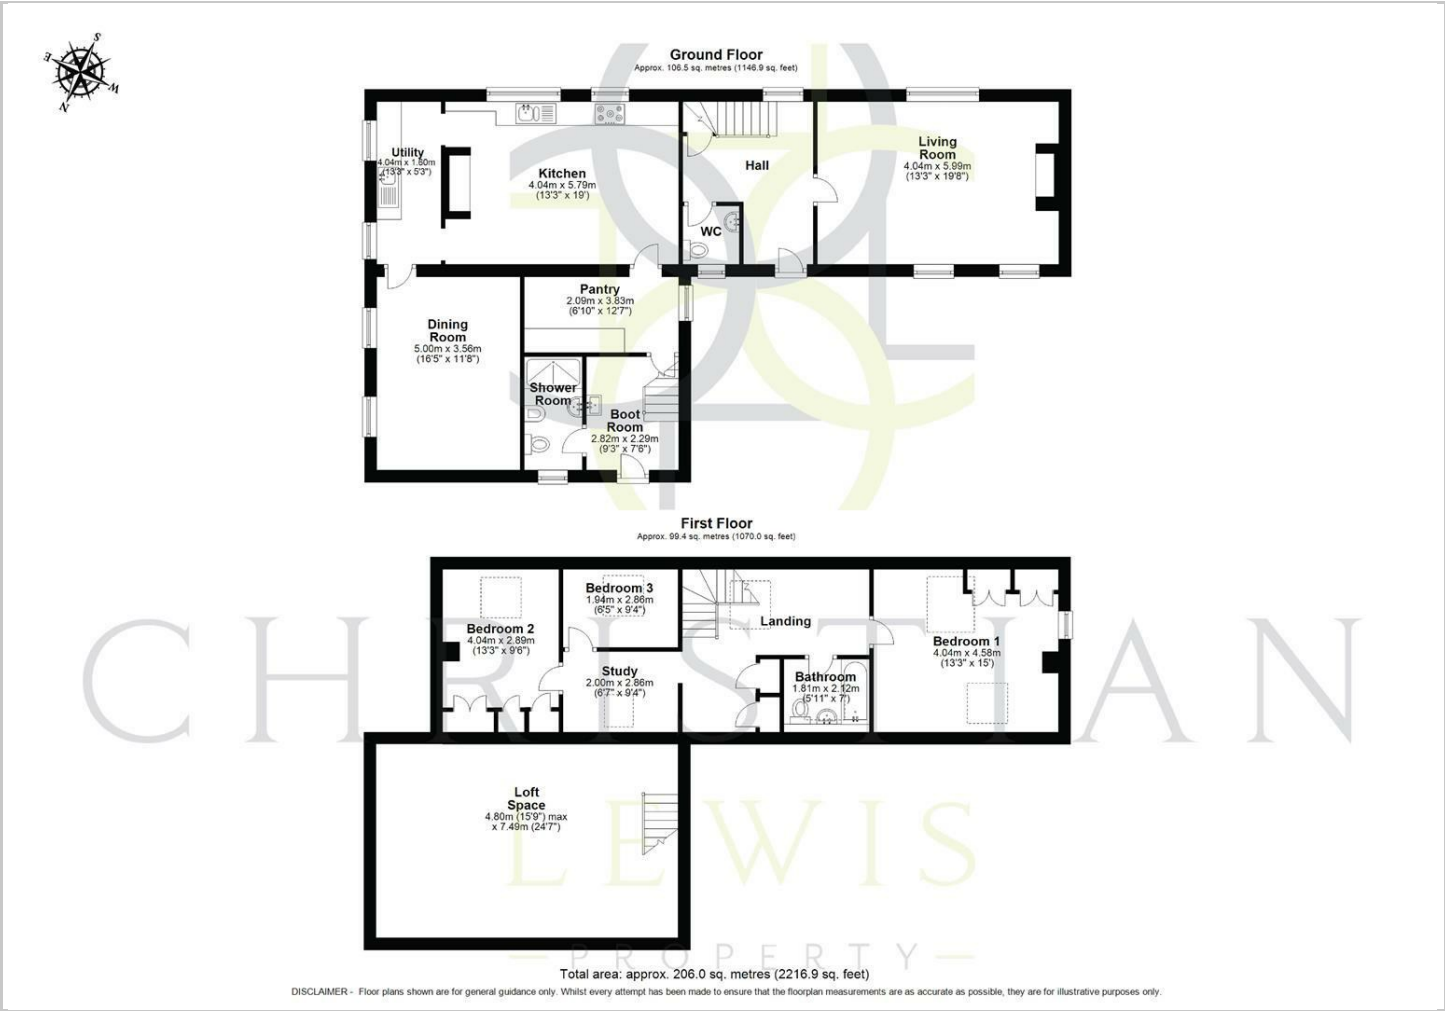 S
E
W
N
Ground Floor
Approx. 106.5 sq. metres (1146.9 sq. feet)
Utility
4.04m x 1.60m
(13'3" x 5'3")
Kitchen
4.04m x 5.79m
(13'3" x 19')
Hall
WC
Living
Room
4.04m x 5.99m
(13'3" x 19'8")
Pantry
2.09m x 3.83m
(6'10" x 12'7")
Dining
Room
5.00m x 3.56m
(16'5" x 11'8")
Shower
Room
Boot
Room
2.82m x 2.29m
(9'3" x 7'6")
First Floor
Approx. 99.4 sq. metres (1070.0 sq. feet)
Bedroom 2
4.04m x 2.89m
(13'3" x 9'6")
Bedroom 3
1.94m x 2.86m
(6'5" x 9'4")
Study
2.00m x 2.86m
(6'7" x 9'4")
Landing
Bathroom
1.81m x 2.12m
(5'11" x 7')
Bedroom 1
4.04m x 4.58m
(13'3" x 15')
CHRISTIAN
Loft
Space
4.80m (15'9") max
x 7.49m (24'7")
LEWIS
PROPERTY
Total area: approx. 206.0 sq. metres (2216.9 sq. feet)
DISCLAIMER - Floor plans shown are for general guidance only. Whilst every attempt has been made to ensure that the floorplan measurements are as accurate as possible, they are for illustrative purposes only.